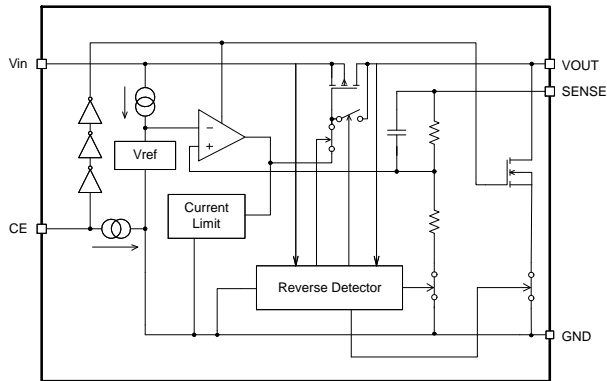 Vin
VOUT
SENSE
−
+
Vref
Current
Limit
CE
Reverse Detector
GND